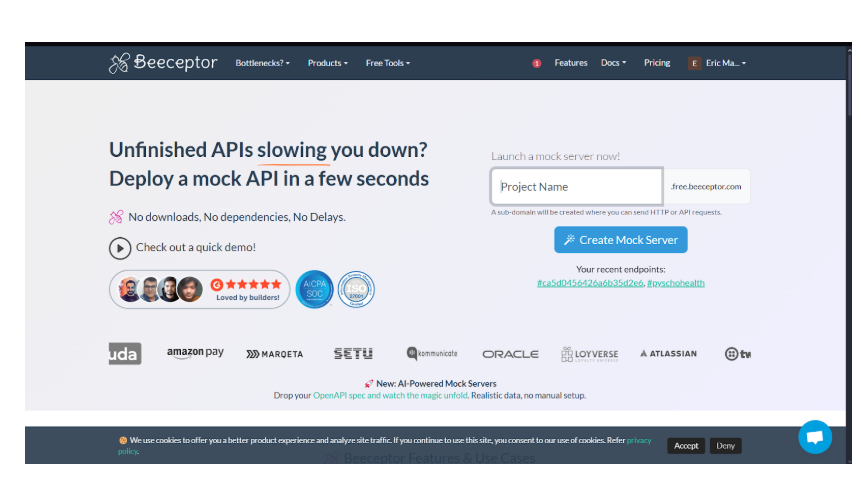 Beeceptor
Bottlenecks?
Products
Free Tools
1
Features
Docs
Pricing
E
Eric Ma...
Unfinished APIs slowing you down?
Deploy a mock API in a few seconds
No downloads, No dependencies, No Delays.
Check out a quick demo!
G
Loved by builders!
AICPA
SOC
ISO
27001
Launch a mock server now!
Project Name
.free.beeceptor.com
A sub-domain will be created where you can send HTTP or API requests.
Create Mock Server
Your recent endpoints:
#ca5d0456426a6b35d2e6, #pyschohealth
uda
amazon pay
MARQETA
SETU
kommunicate
ORACLE
LOYVERSE
ATLASSIAN
tw
New: AI-Powered Mock Servers
Drop your OpenAPI spec and watch the magic unfold. Realistic data, no manual setup.
We use cookies to offer you a better product experience and analyze site traffic. If you continue to use this site, you consent to our use of cookies. Refer privacy
policy.
Accept
Deny
Beeceptor Features & Use Cases